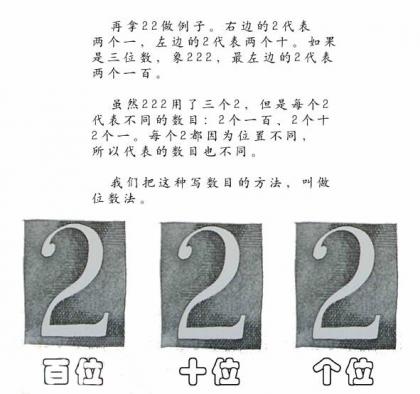 再拿22做例子。右边的2代表
两个一，左边的2代表两个十。如果
是三位数，象222，最左边的2代表
两个一百。
虽然222用了三个2，但是每个2
代表不同的数目：2个一百、2个十
2个一。每个2都因为位置不同，
所以代表的数目也不同。
我们把这种写数目的方法，叫做
位数法。
2 2 2
百位 十位 个位